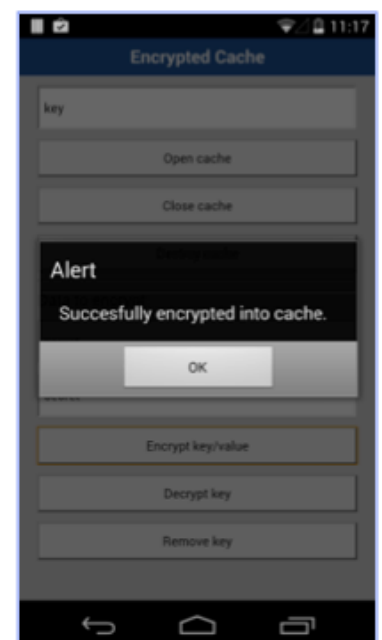 11:17
Encrypted Cache
key
Open cache
Close cache
Alert
Succesfully encrypted into cache.
OK
Encrypt key/value
Decrypt key
Remove key